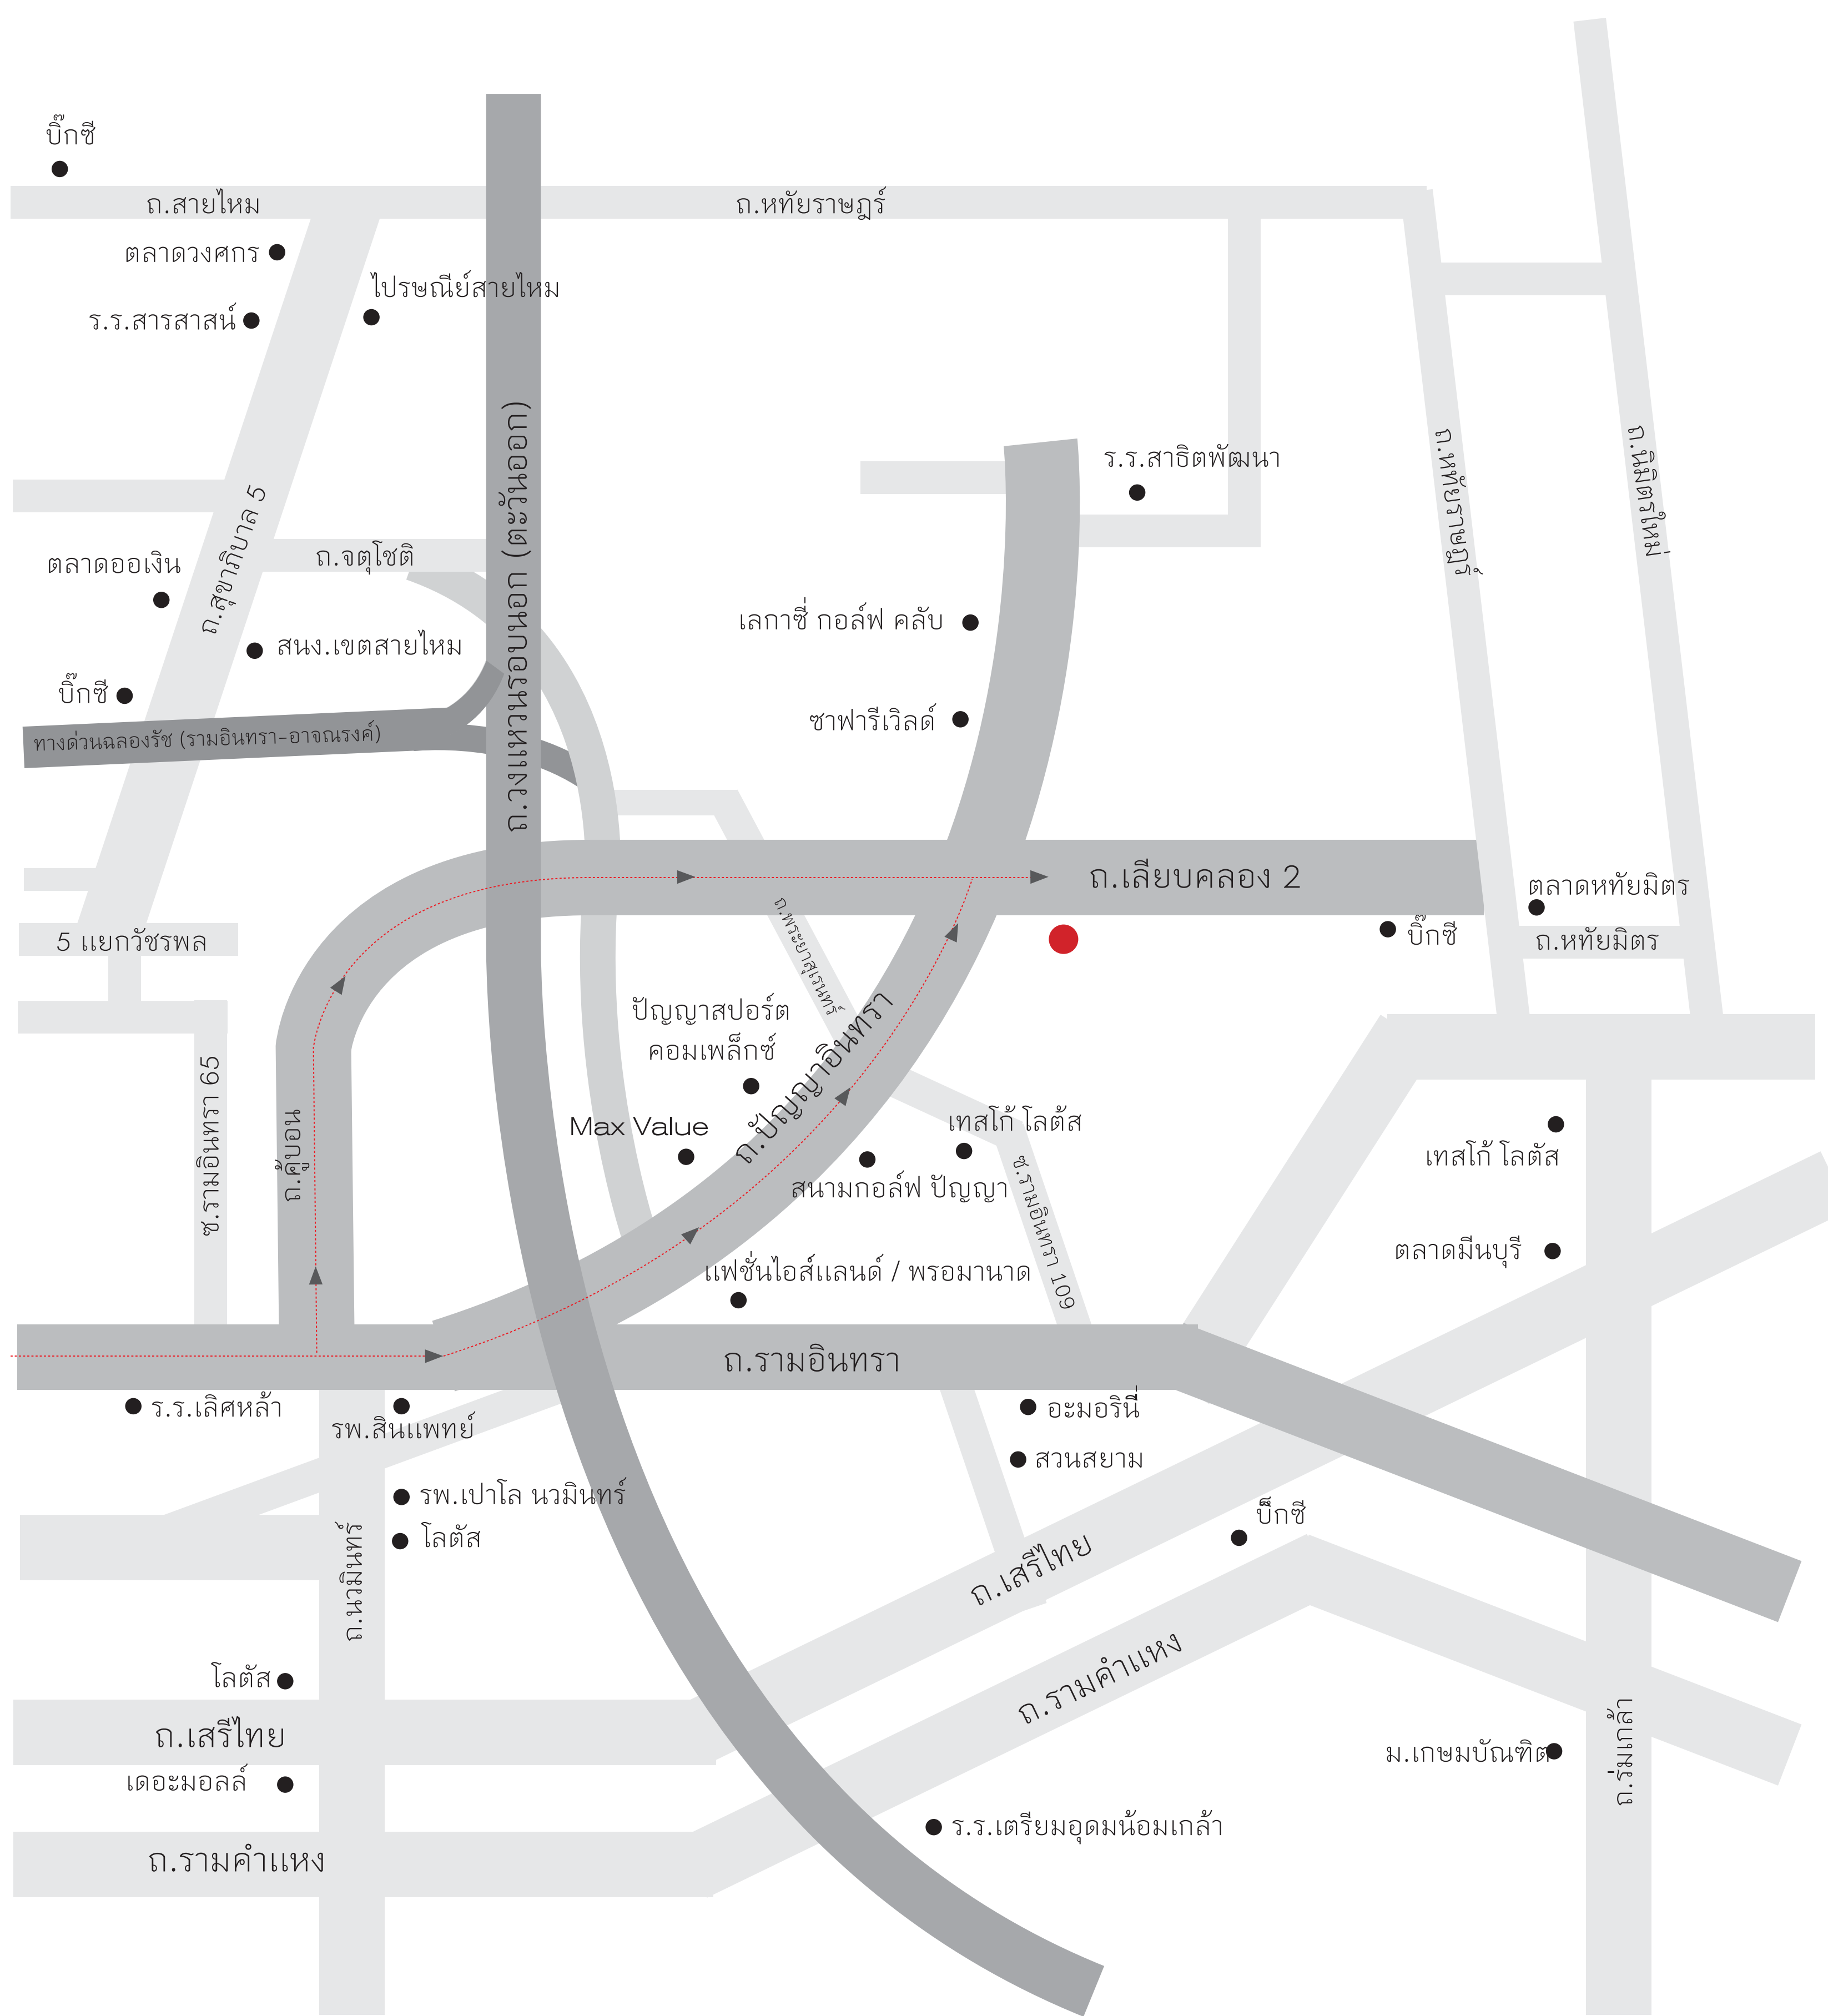 บิ๊กซี
ถ.สายไหม
ถ.หทัยราษฎร์
ตลาดวงศกร
ไปรษณีย์สายไหม
ร.ร.สารสาสน์
ถ.วงแหวนรอบนอก (ตะวันออก)
ร.ร.สาธิตพัฒนา
ถ.หทัยราษฎร์
ถ.นิมิตรใหม่
ถ.สุขาภิบาล 5
ถ.จตุโชติ
ตลาดออเงิน
เลกาซี่ กอล์ฟ คลับ
สนง.เขตสายไหม
บิ๊กซี
ซาฟารีเวิลด์
ทางด่วนฉลองรัช (รามอินทรา-อาจณรงค์)
ถ.เลียบคลอง 2
ตลาดหทัยมิตร
บิ๊กซี
ถ.หทัยมิตร
5 แยกวัชรพล
ถ.พระยาสุเรนทร์
ปัญญาสปอร์ต
คอมเพล็กซ์
ถ.ปัญญาอินทรา
ซ.รามอินทรา 65
ถ.คู้บอน
Max Value
เทสโก้ โลต้ส
เทสโก้ โลตัส
สนามกอล์ฟ ปัญญา
ซ.รามอินทรา 109
ตลาดมีนบุรี
แฟชั่นไอส์แลนด์ / พรอมานาด
ถ.รามอินทรา
ร.ร.เลิศหล้า
รพ.สินแพทย์
อะมอรินี่
สวนสยาม
รพ.เปาโล นวมินทร์
โลตัส
บิ๊กซี
ถ.นวมินทร์
ถ.เสรีไทย
โลตัส
ถ.รามคำแหง
ถ.เสรีไทย
ถ.ร่มเกล้า
ม.เกษมบัณฑิต
เดอะมอลล์
ร.ร.เตรียมอุดมน้อมเกล้า
ถ.รามคำแหง